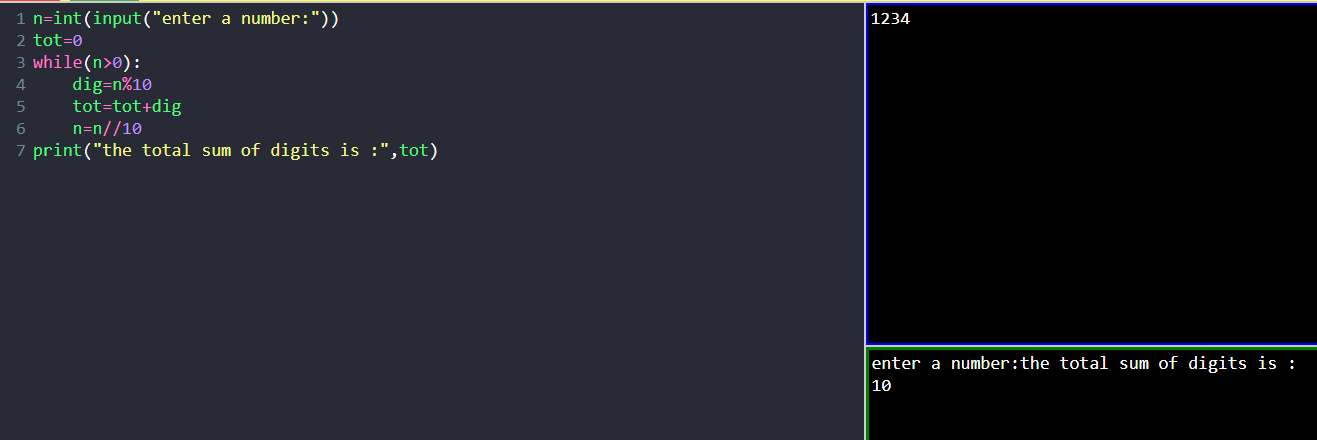 1 n=int(input("enter a number:"))
2 tot=0
3 while(n>0):
4     dig=n%10
5     tot=tot+dig
6     n=n//10
7 print("the total sum of digits is :",tot)
1234
enter a number:the total sum of digits is :
10